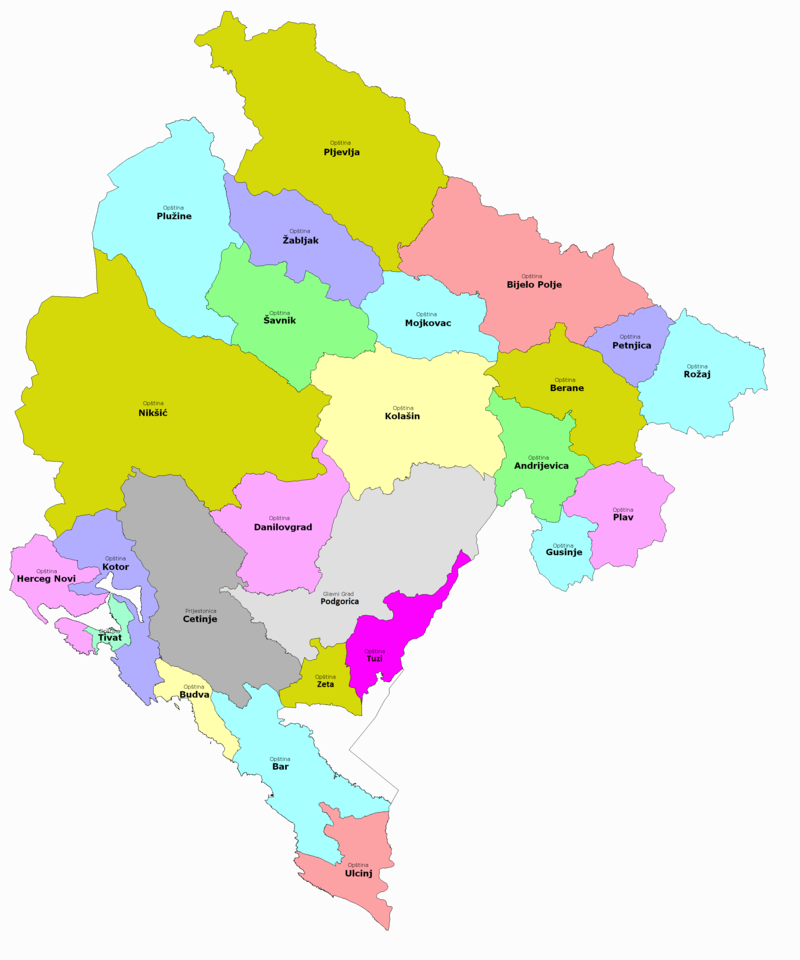 Opština
Pljevlja
Opština
Plužine
Opština
Žabljak
Opština
Bijelo Polje
Opština
Šavnik
Opština
Mojkovac
Opština
Petnjica
Opština
Rožaj
Opština
Berane
Opština
Nikšić
Opština
Kolašin
Opština
Andrijevica
Opština
Plav
Opština
Danilovgrad
Opština
Gusinje
Opština
Kotor
Opština
Herceg Novi
Glavni Grad
Podgorica
Prijestonica
Cetinje
Opština
Tivat
Opština
Tuzi
Opština
Zeta
Opština
Budva
Opština
Bar
Opština
Ulcinj